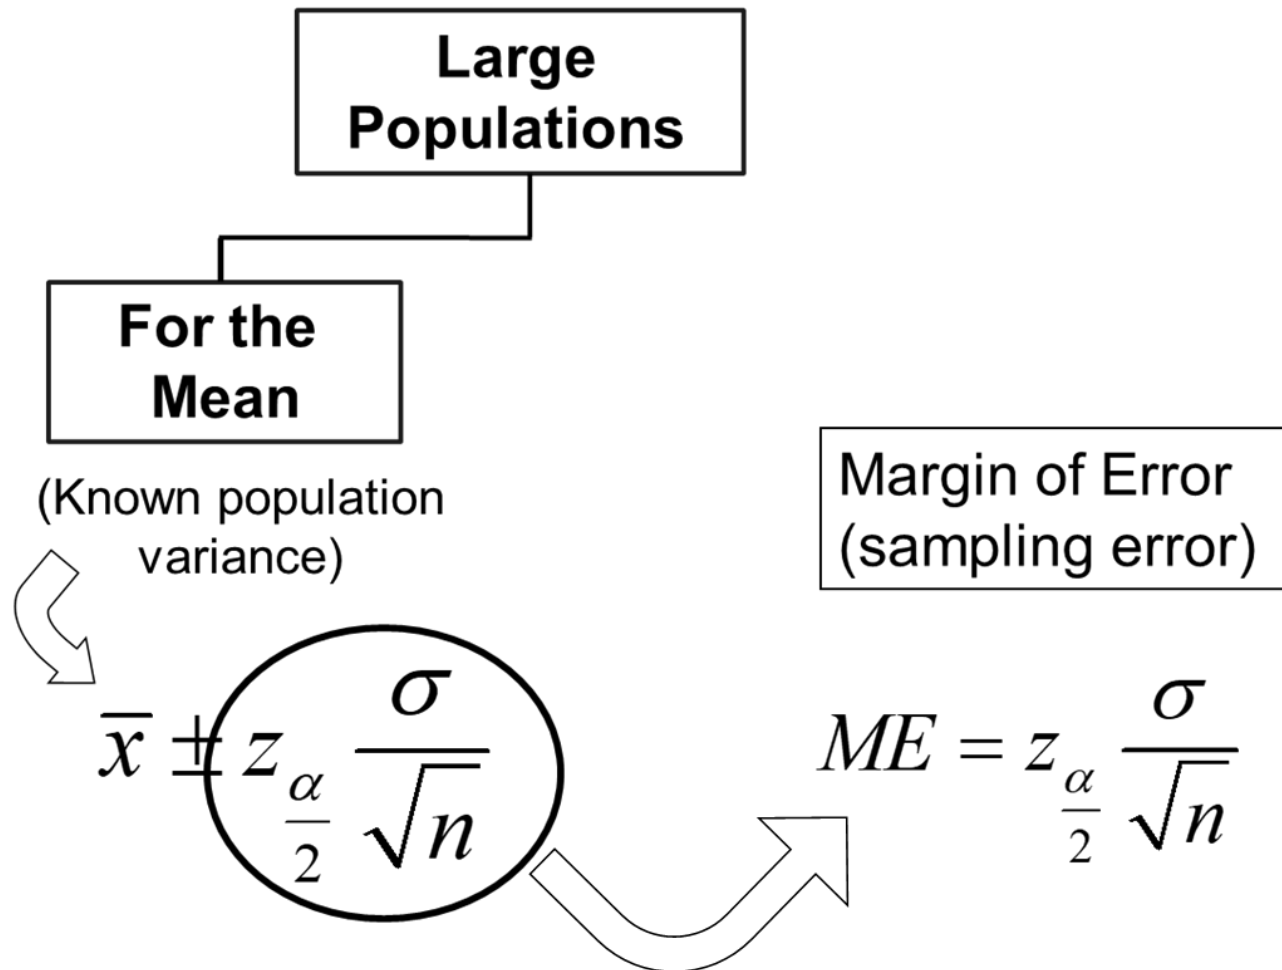 Large
Populations
For the
Mean
(Known population
variance)
Margin of Error
(sampling error)
x̄ ± z_{α/2} σ/√n
ME = z_{α/2} σ/√n